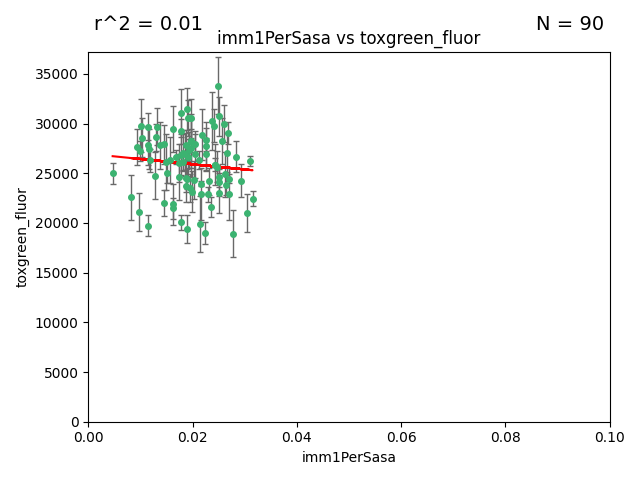 r^2 = 0.01
N = 90
imm1PerSasa vs toxgreen_fluor
35000
30000
25000
20000
15000
10000
5000
0
toxgreen_fluor
0.00
0.02
0.04
0.06
0.08
0.10
imm1PerSasa